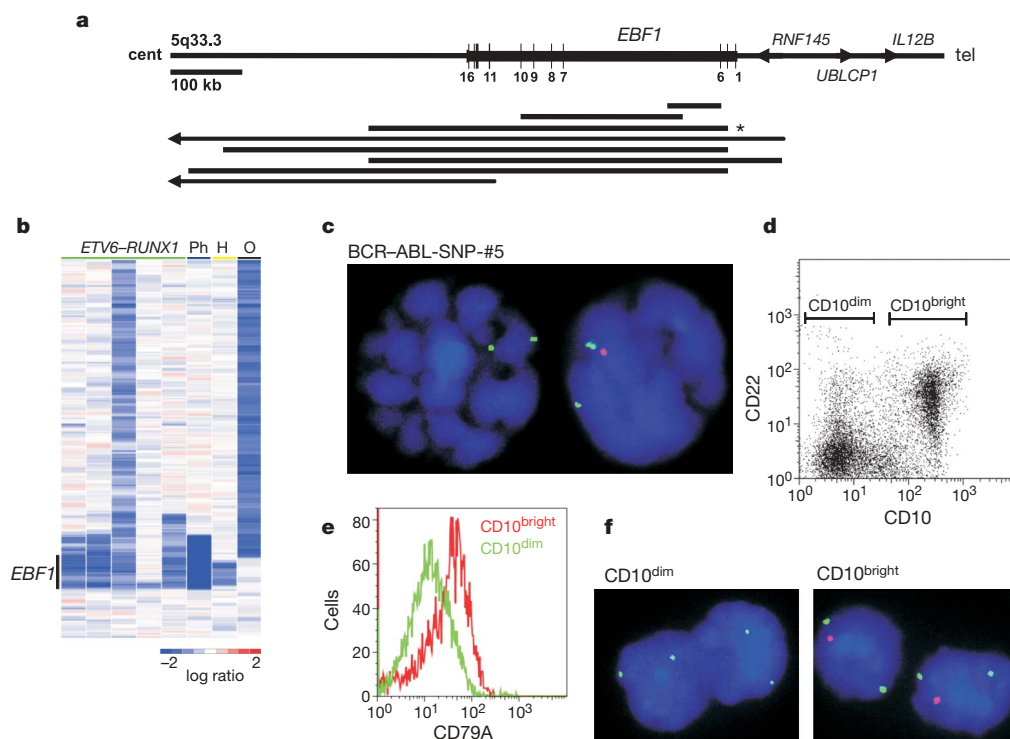 a
5q33.3
EBF1
RNF145
IL12B
cent
tel
100 kb
16 11 10 9 8 7 6 1
UBLCP1
*
b
ETV6–RUNX1 Ph H O
EBF1
–2 2
log ratio
c
BCR–ABL-SNP-#5
d
CD10dim CD10bright
10³
10²
10¹
10⁰
CD22
10⁰ 10¹ 10² 10³
CD10
e
CD10bright
CD10dim
80
60
40
20
0
Cells
10⁰ 10¹ 10² 10³
CD79A
f
CD10dim
CD10bright